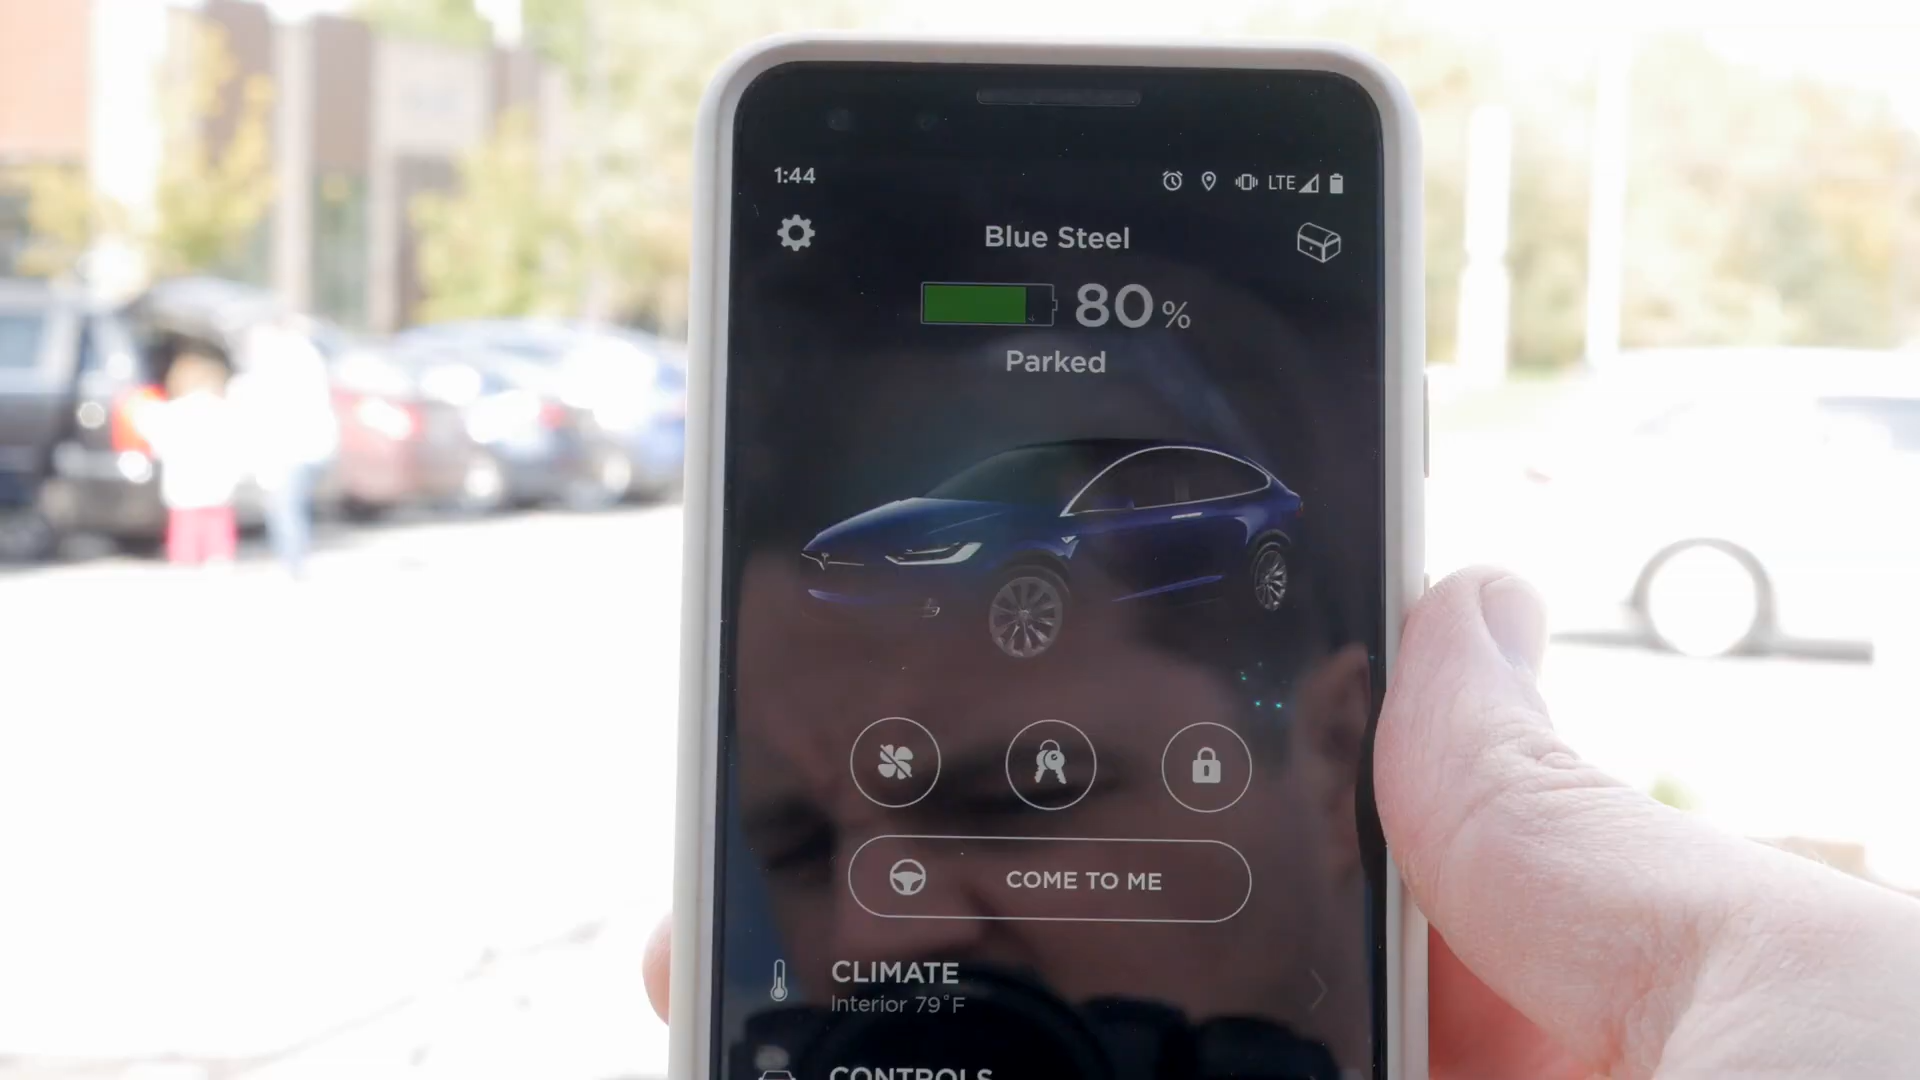 1:44 LTE
Blue Steel
80 %
Parked
COME TO ME
CLIMATE
Interior 79°F
CONTROLS